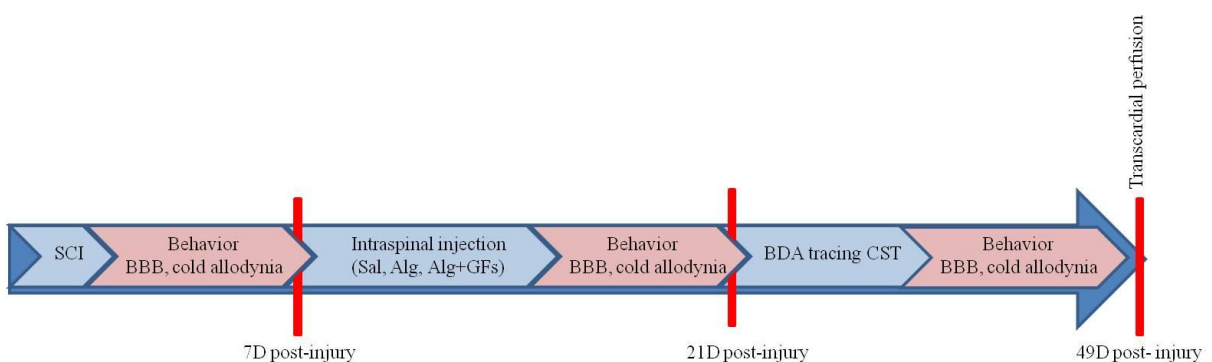 Transcardial perfusion
SCI
Behavior
BBB, cold allodynia
Intraspinal injection
(Sal, Alg, Alg+GFs)
Behavior
BBB, cold allodynia
BDA tracing CST
Behavior
BBB, cold allodynia
7D post-injury
21D post-injury
49D post- injury